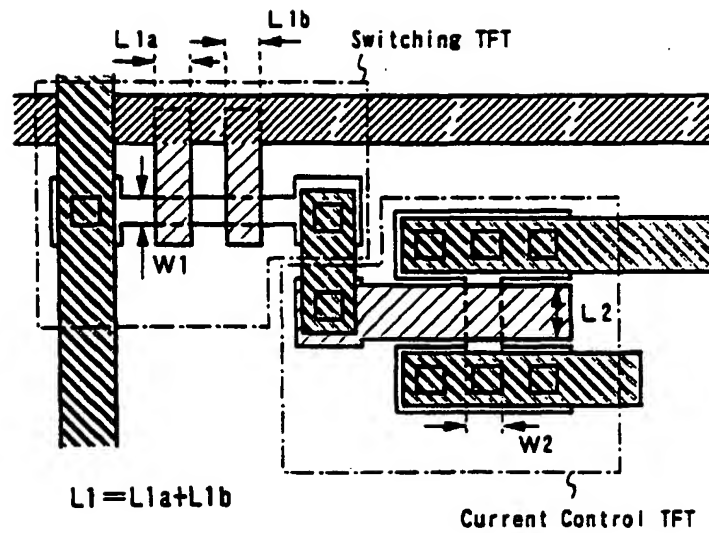 L1b
L1a
Switching TFT
W1
L2
W2
L1=L1a+L1b
Current Control TFT